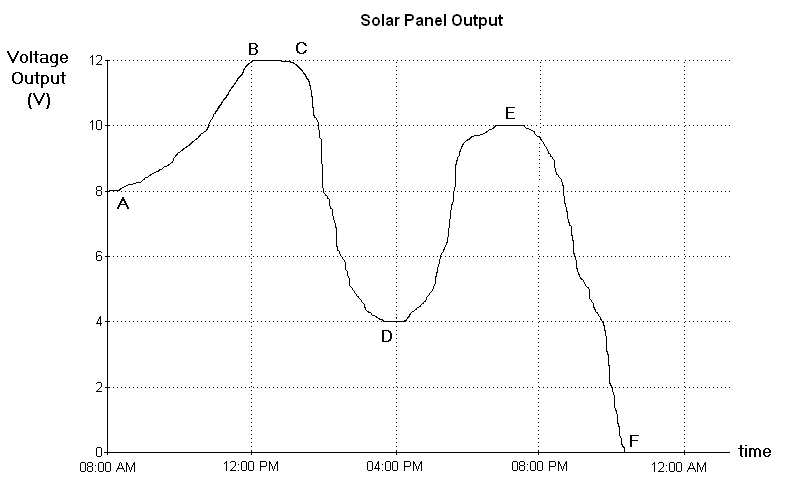 Solar Panel Output
Voltage
Output
(V)
B
C
12
E
10
8
A
6
4
D
2
F
0
time
08:00 AM
12:00 PM
04:00 PM
08:00 PM
12:00 AM